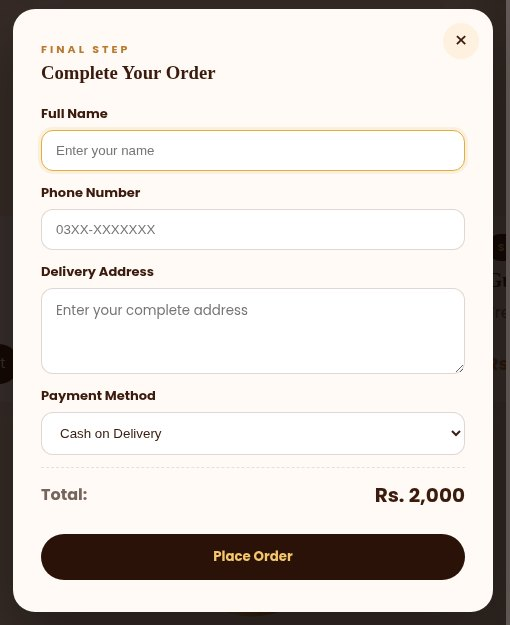 FINAL STEP
Complete Your Order
Full Name
Enter your name
Phone Number
03XX-XXXXXXX
Delivery Address
Enter your complete address
Payment Method
Cash on Delivery
Total: Rs. 2,000
Place Order